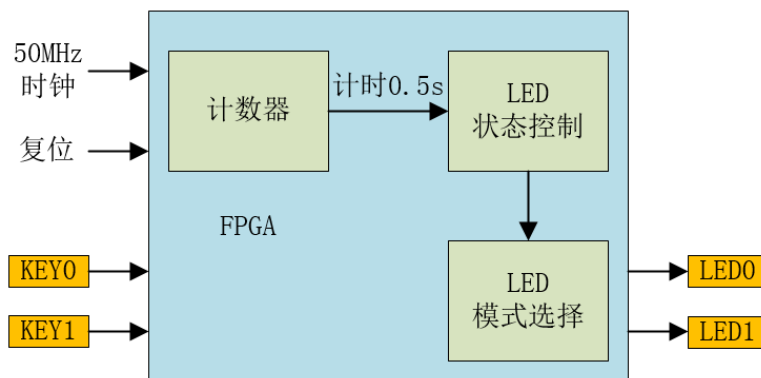 50MHz
时钟
复位
KEY0
KEY1
计数器
计时0.5s
LED
状态控制
FPGA
LED
模式选择
LED0
LED1